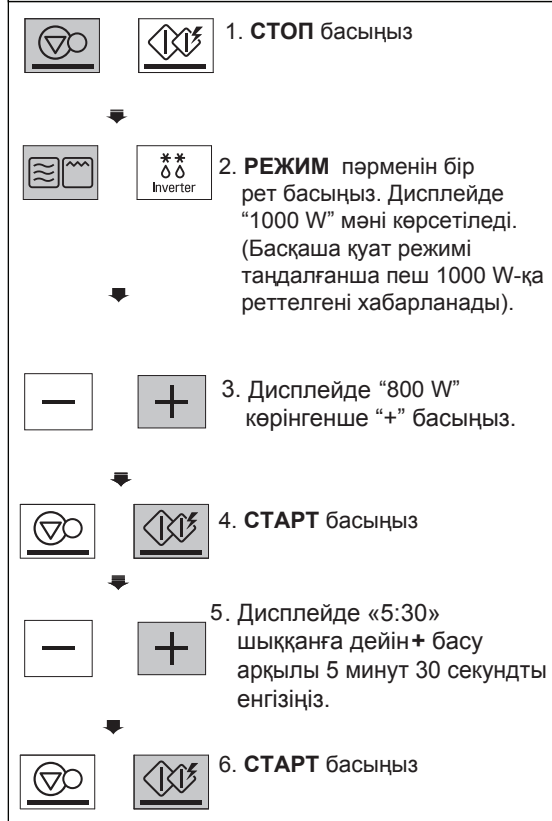 1. СТОП басыңыз
Inverter
2. РЕЖИМ пәрменін бір
рет басыңыз. Дисплейде
“1000 W” мәні көрсетіледі.
(Басқаша қуат режимі
таңдалғанша пеш 1000 W-қа
реттелгені хабарланады).
3. Дисплейде “800 W”
көрінгенше “+” басыңыз.
4. СТАРТ басыңыз
5. Дисплейде «5:30»
шыққанға дейін+ басу
арқылы 5 минут 30 секундты
енгізіңіз.
6. СТАРТ басыңыз